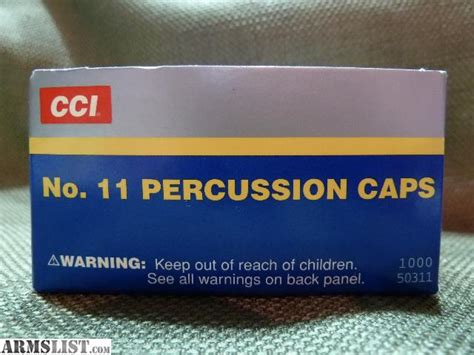 CCI
No. 11 PERCUSSION CAPS
⚠WARNING: Keep out of reach of children.
See all warnings on back panel.
1000
50311
ARMSLIST.com